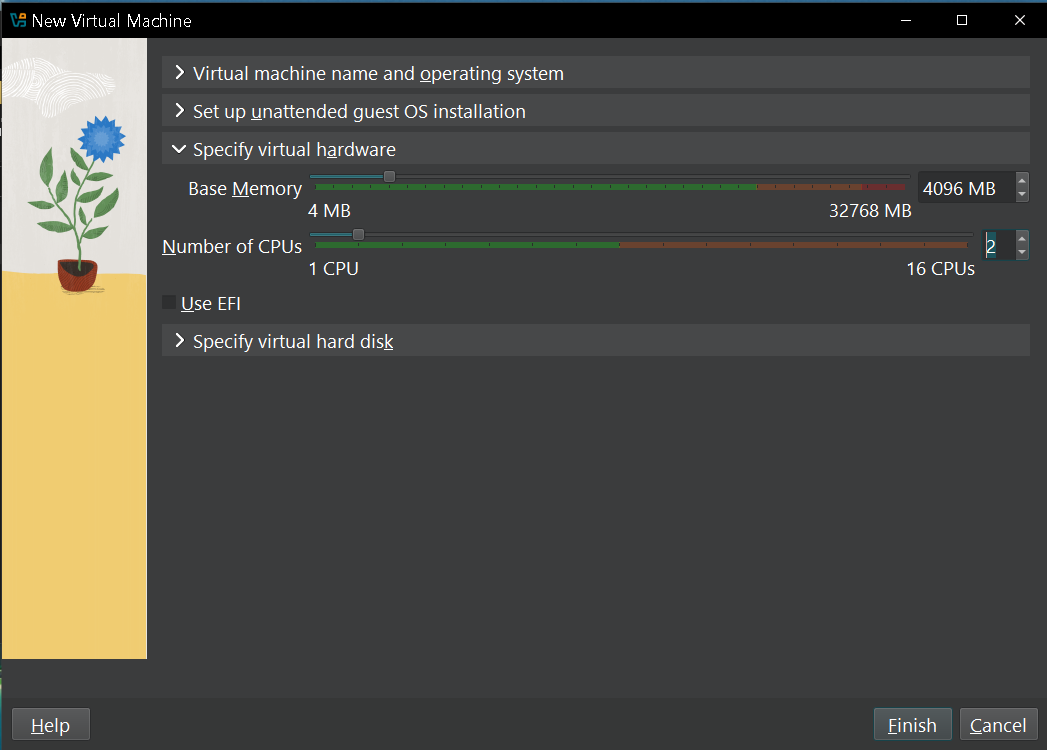 New Virtual Machine
Virtual machine name and operating system
Set up unattended guest OS installation
Specify virtual hardware
Base Memory
4096 MB
4 MB
32768 MB
Number of CPUs
2
1 CPU
16 CPUs
Use EFI
Specify virtual hard disk
Help
Finish
Cancel